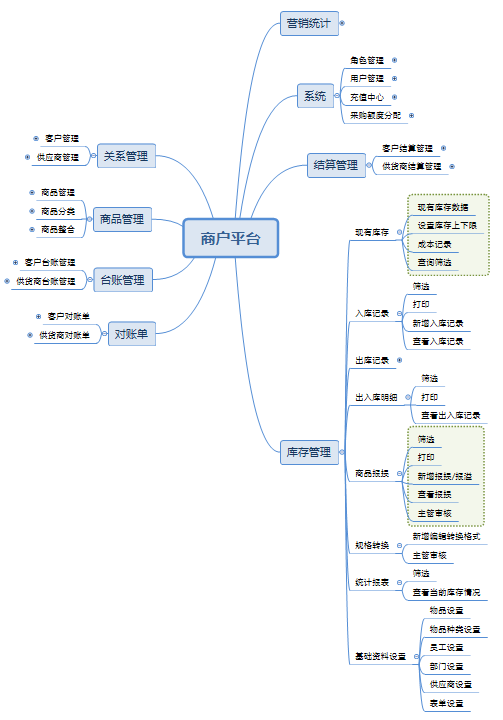 商户平台
营销统计
系统
角色管理
用户管理
充值中心
采购额度分配
结算管理
客户结算管理
供货商结算管理
库存管理
现有库存
现有库存数据
设置库存上下限
成本记录
查询筛选
入库记录
筛选
打印
新增入库记录
查看入库记录
出库记录
出入库明细
筛选
打印
查看出入库记录
商品报损
筛选
打印
新增报损/报溢
查看报损
主管审核
规格转换
新增编辑转换格式
主管审核
统计报表
筛选
查看当前库存情况
基础资料设置
物品设置
物品种类设置
员工设置
部门设置
供应商设置
表单设置
关系管理
客户管理
供应商管理
商品管理
商品管理
商品分类
商品整合
台账管理
客户台账管理
供货商台账管理
对账单
客户对账单
供货商对账单